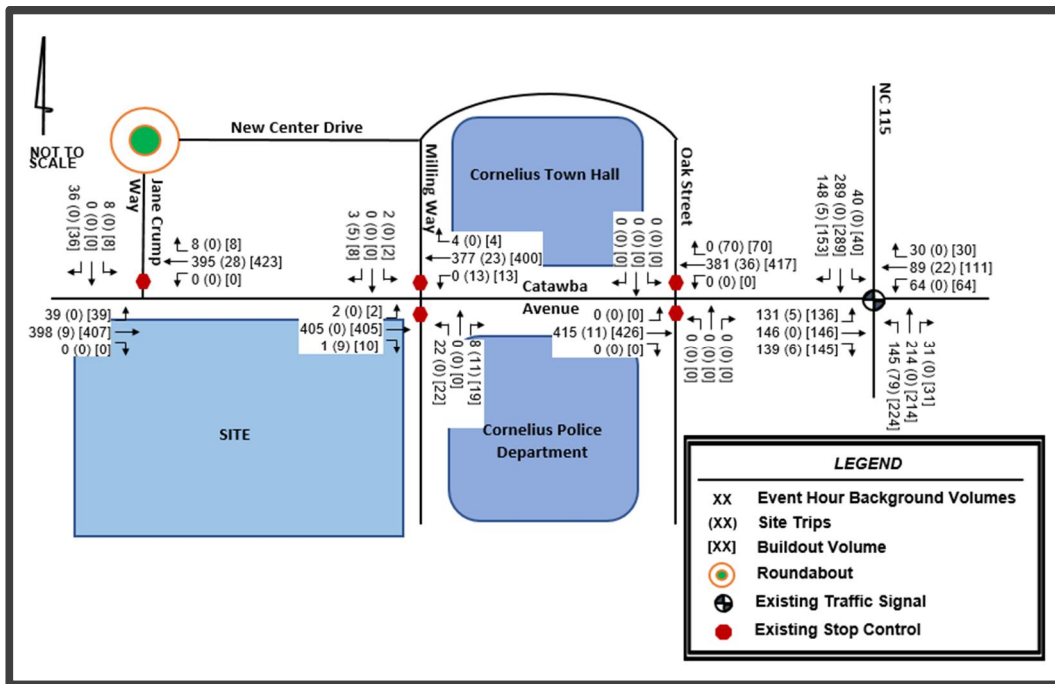 NC 115
New Center Drive
NOT TO
SCALE
Jane Crump
Way
Milling Way
Cornelius Town Hall
Oak Street
36 (0) [36]
0 (0) [0]
8 (0) [8]
8 (0) [8]
395 (28) [423]
0 (0) [0]
3 (5) [8]
0 (0) [0]
2 (0) [2]
4 (0) [4]
377 (23) [400]
0 (13) [13]
0 (0) [0]
0 (0) [0]
0 (0) [0]
0 (70) [70]
381 (36) [417]
0 (0) [0]
148 (5) [153]
289 (0) [289]
40 (0) [40]
30 (0) [30]
89 (22) [111]
64 (0) [64]
Catawba
Avenue
39 (0) [39]
398 (9) [407]
0 (0) [0]
2 (0) [2]
405 (0) [405]
1 (9) [10]
22 (0) [22]
0 (0) [0]
8 (11) [19]
0 (0) [0]
415 (11) [426]
0 (0) [0]
0 (0) [0]
0 (0) [0]
0 (0) [0]
131 (5) [136]
146 (0) [146]
139 (6) [145]
145 (79) [224]
214 (0) [214]
31 (0) [31]
SITE
Cornelius Police
Department
LEGEND
XX Event Hour Background Volumes
(XX) Site Trips
[XX] Buildout Volume
Roundabout
Existing Traffic Signal
Existing Stop Control